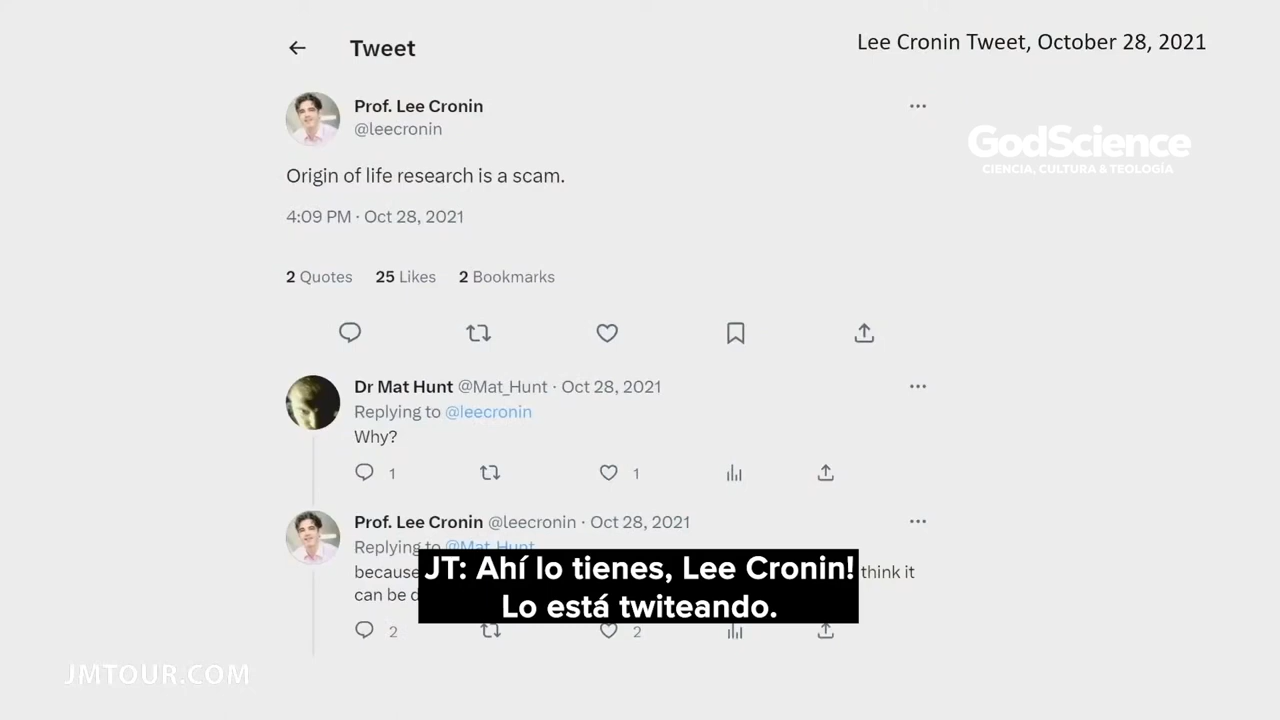 Tweet
Lee Cronin Tweet, October 28, 2021
Prof. Lee Cronin
@leecronin
GodScience
CIENCIA, CULTURA & TEOLOGÍA
Origin of life research is a scam.
4:09 PM · Oct 28, 2021
2 Quotes 25 Likes 2 Bookmarks
Dr Mat Hunt @Mat_Hunt · Oct 28, 2021
Replying to @leecronin
Why?
1 1
Prof. Lee Cronin @leecronin · Oct 28, 2021
Replying to @Mat_Hunt
because think it
can be
JT: Ahí lo tienes, Lee Cronin!
Lo está twiteando.
2 2
JMTOUR.COM